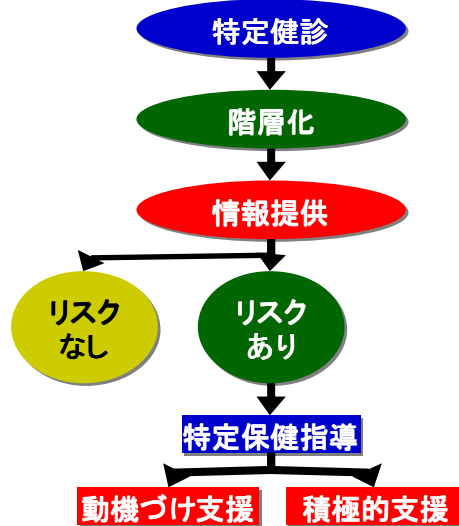 特定健診
階層化
情報提供
リスク
なし
リスク
あり
特定保健指導
動機づけ支援
積極的支援